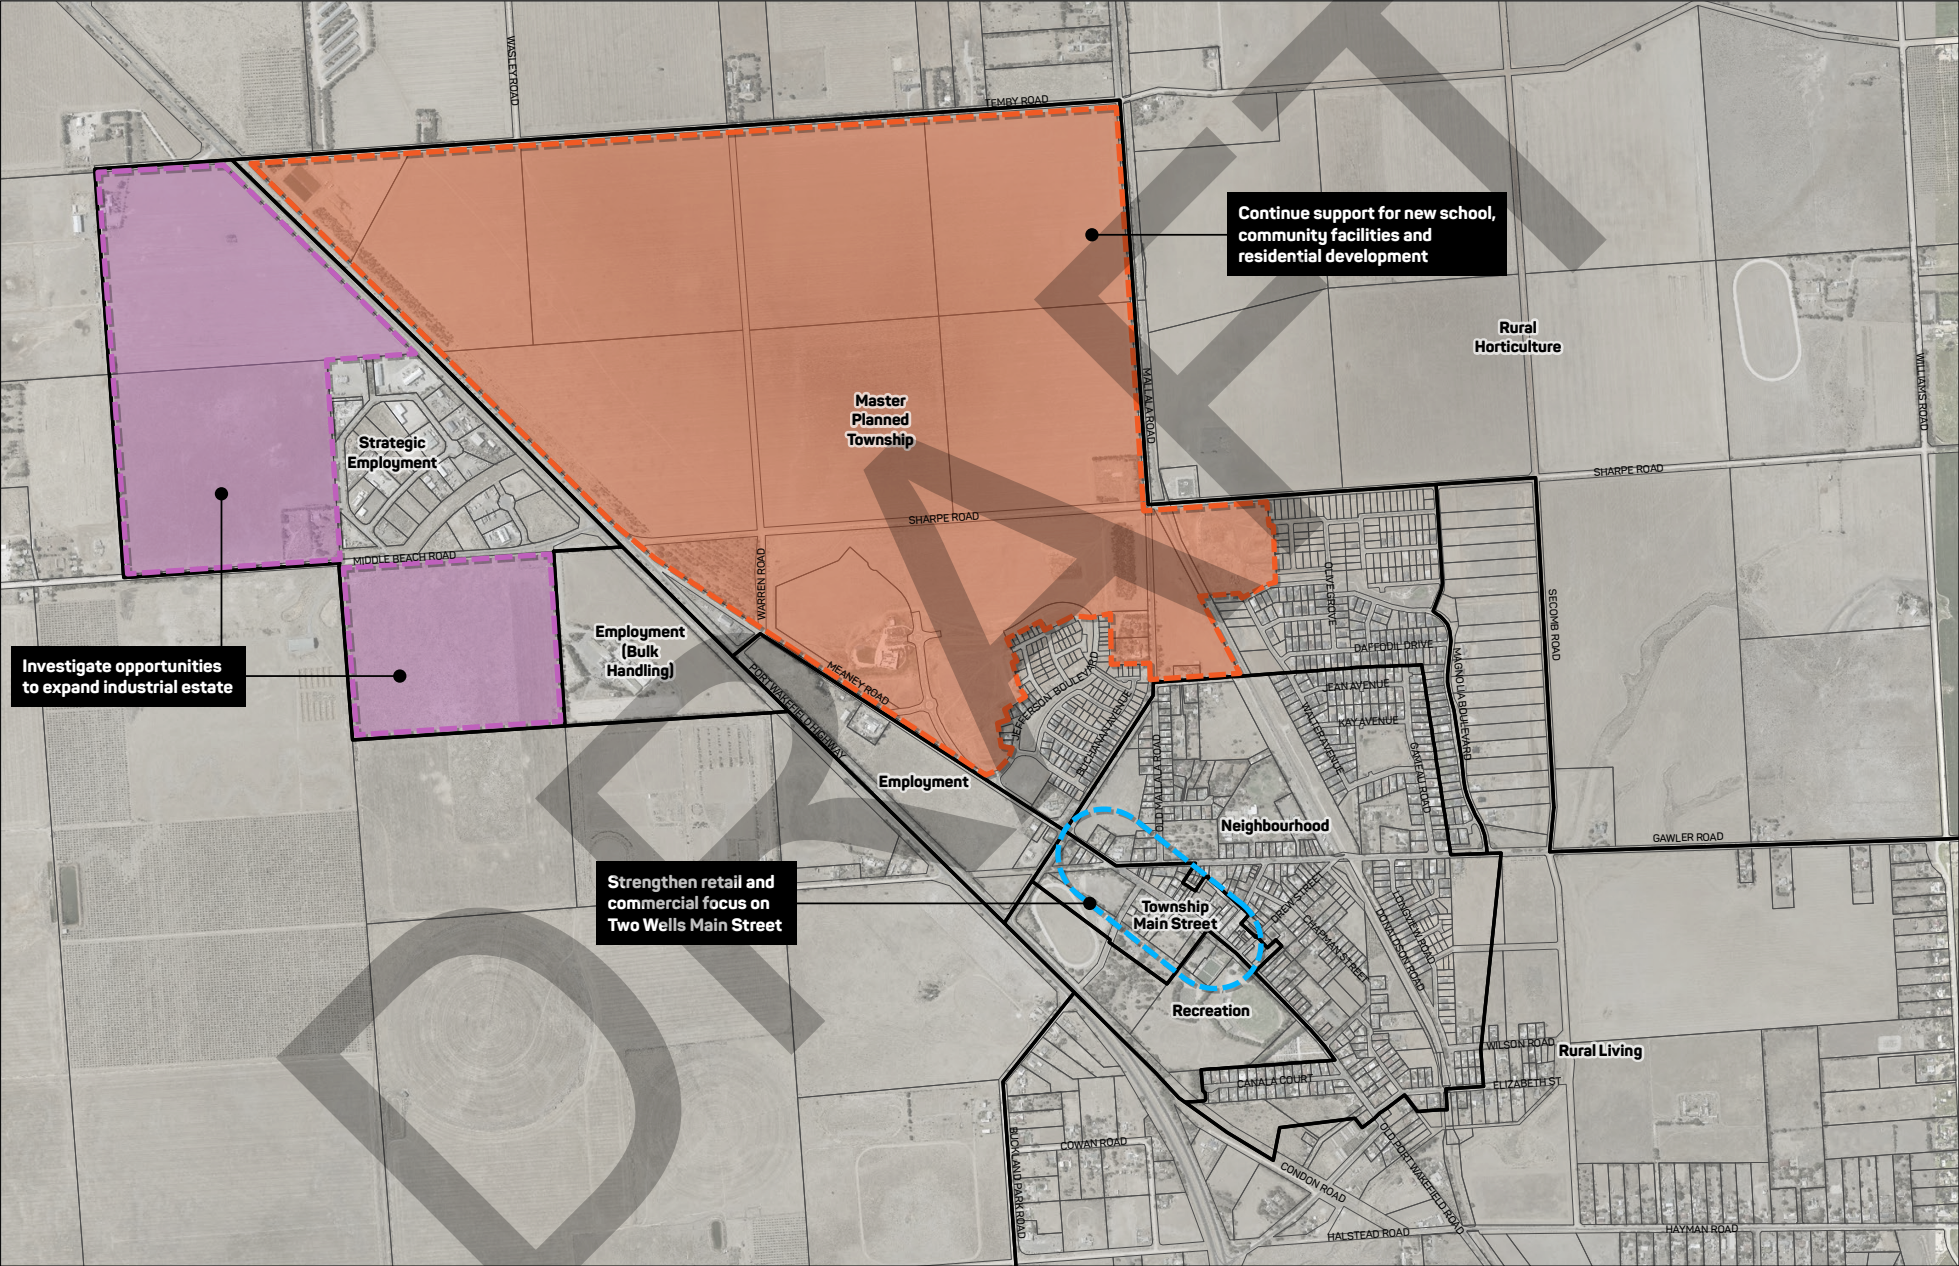 WASLEY ROAD
TEMBY ROAD
Continue support for new school,
community facilities and
residential development
Rural
Horticulture
WILLIAMS ROAD
MALLALA ROAD
Master
Planned
Township
Strategic
Employment
SHARPE ROAD
SHARPE ROAD
MIDDLE BEACH ROAD
WARREN ROAD
OLIVE GROVE
SECOMB ROAD
Employment
(Bulk
Handling)
DAFFODIL DRIVE
MAGNOLIA BOULEVARD
Investigate opportunities
to expand industrial estate
MEANEY ROAD
PORT WAKEFIELD HIGHWAY
JEFFERSON BOULEVARD
BUCHANAN AVENUE
JEAN AVENUE
KAY AVENUE
WALTER AVENUE
GAMEAU ROAD
OLD MALLALA ROAD
Employment
Neighbourhood
GAWLER ROAD
Strengthen retail and
commercial focus on
Two Wells Main Street
Township
Main Street
DREW STREET
CHAPMAN STREET
LONGVIEW ROAD
DONALDSON ROAD
Recreation
WILSON ROAD
Rural Living
ELIZABETH ST
CANALA COURT
COWAN ROAD
BUCKLAND PARK ROAD
OLD PORT WAKEFIELD ROAD
CONDON ROAD
HALSTEAD ROAD
HAYMAN ROAD
DRAFT